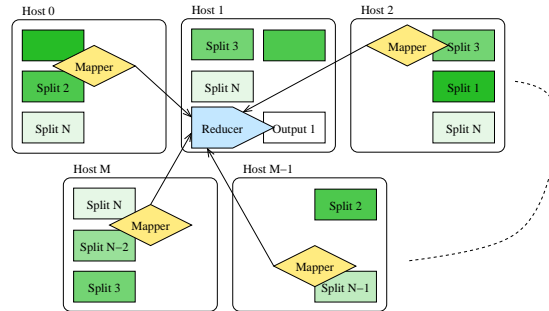 Host 0
Mapper
Split 2
Split N
Host 1
Split 3
Split N
Reducer
Output 1
Host 2
Mapper
Split 3
Split 1
Split N
Host M
Split N
Mapper
Split N−2
Split 3
Host M−1
Split 2
Mapper
Split N−1